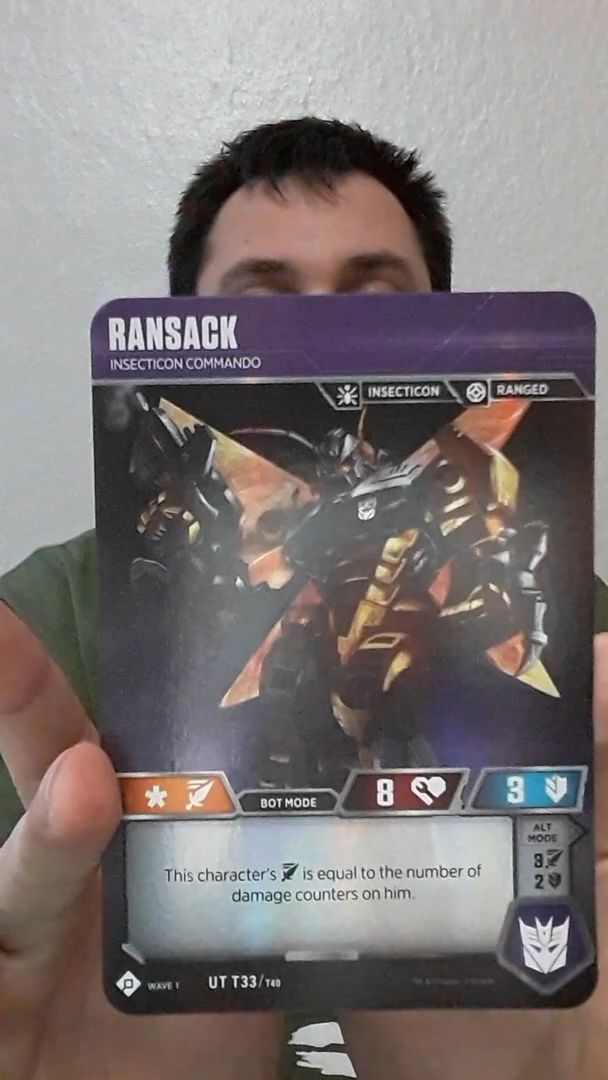 RANSACK
INSECTICON COMMANDO
INSECTICON RANGED
* BOT MODE 8 3
ALT
MODE
3
2
This character's is equal to the number of
damage counters on him.
WAVE 1 UT T33/T40